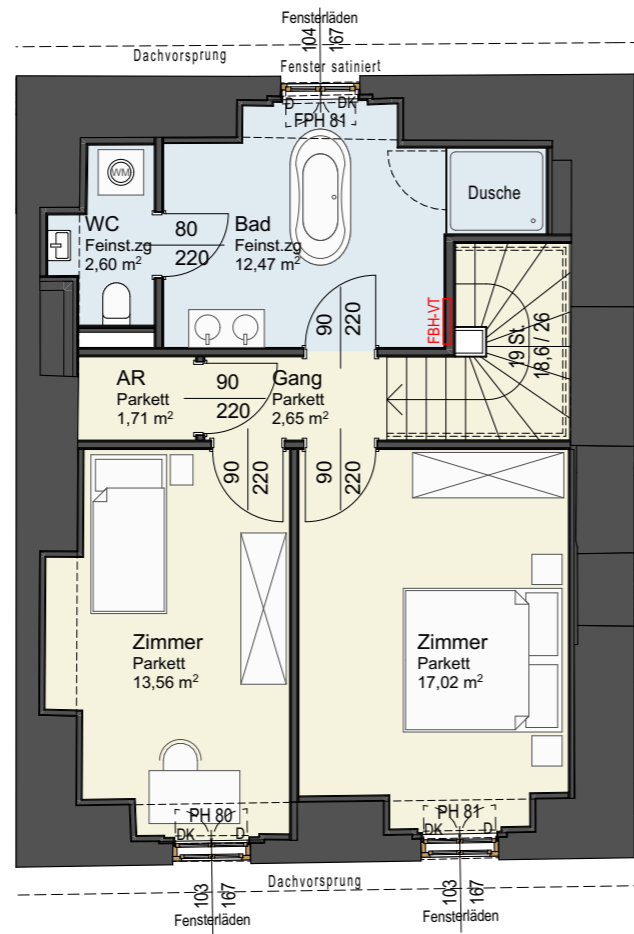 Fensterläden
104
167
Dachvorsprung
Fenster satiniert
D
DK
FPH 81
WM
Dusche
WC
Feinst.zg
2,60 m²
80
220
Bad
Feinst.zg
12,47 m²
90
220
FBH-VT
19 St.
18,6 / 26
AR
Parkett
1,71 m²
90
220
Gang
Parkett
2,65 m²
90
220
90
220
Zimmer
Parkett
13,56 m²
Zimmer
Parkett
17,02 m²
PH 80
DK
D
PH 81
DK
D
103
167
Dachvorsprung
103
167
Fensterläden
Fensterläden